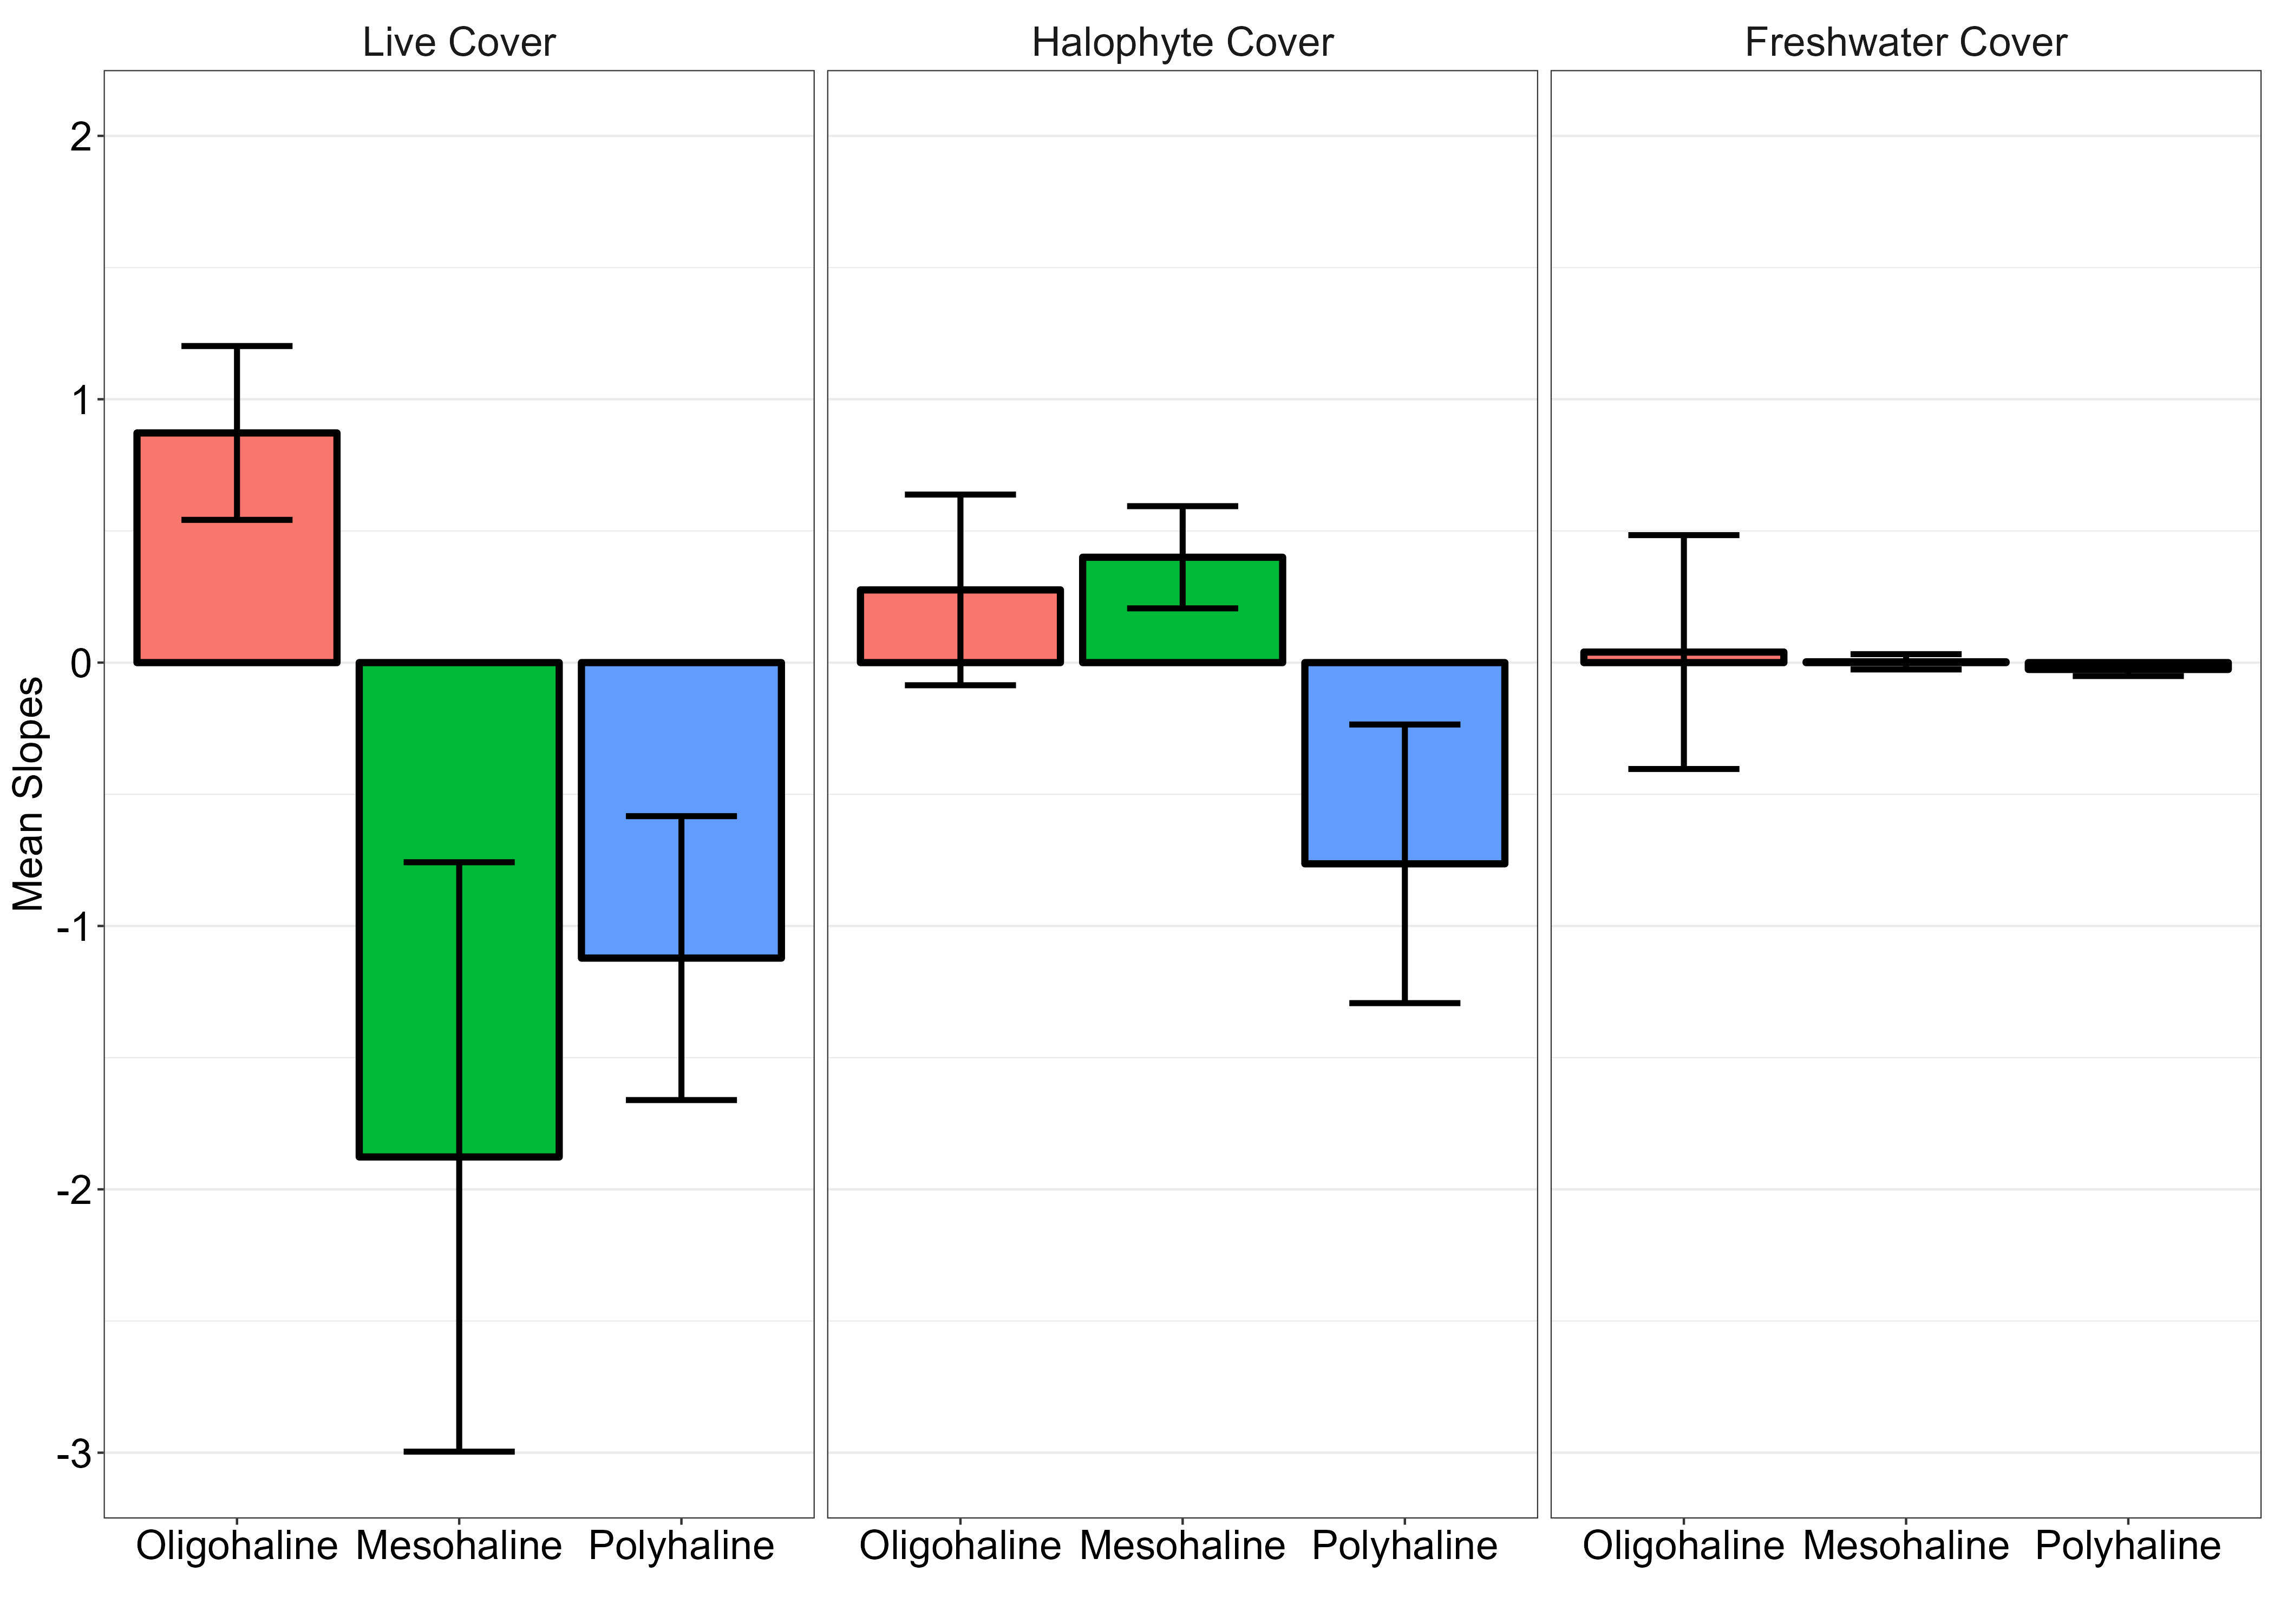 Live Cover Halophyte Cover Freshwater Cover
2
1
0
-1
-2
-3
Mean Slopes
Oligohaline Mesohaline Polyhaline Oligohaline Mesohaline Polyhaline Oligohaline Mesohaline Polyhaline